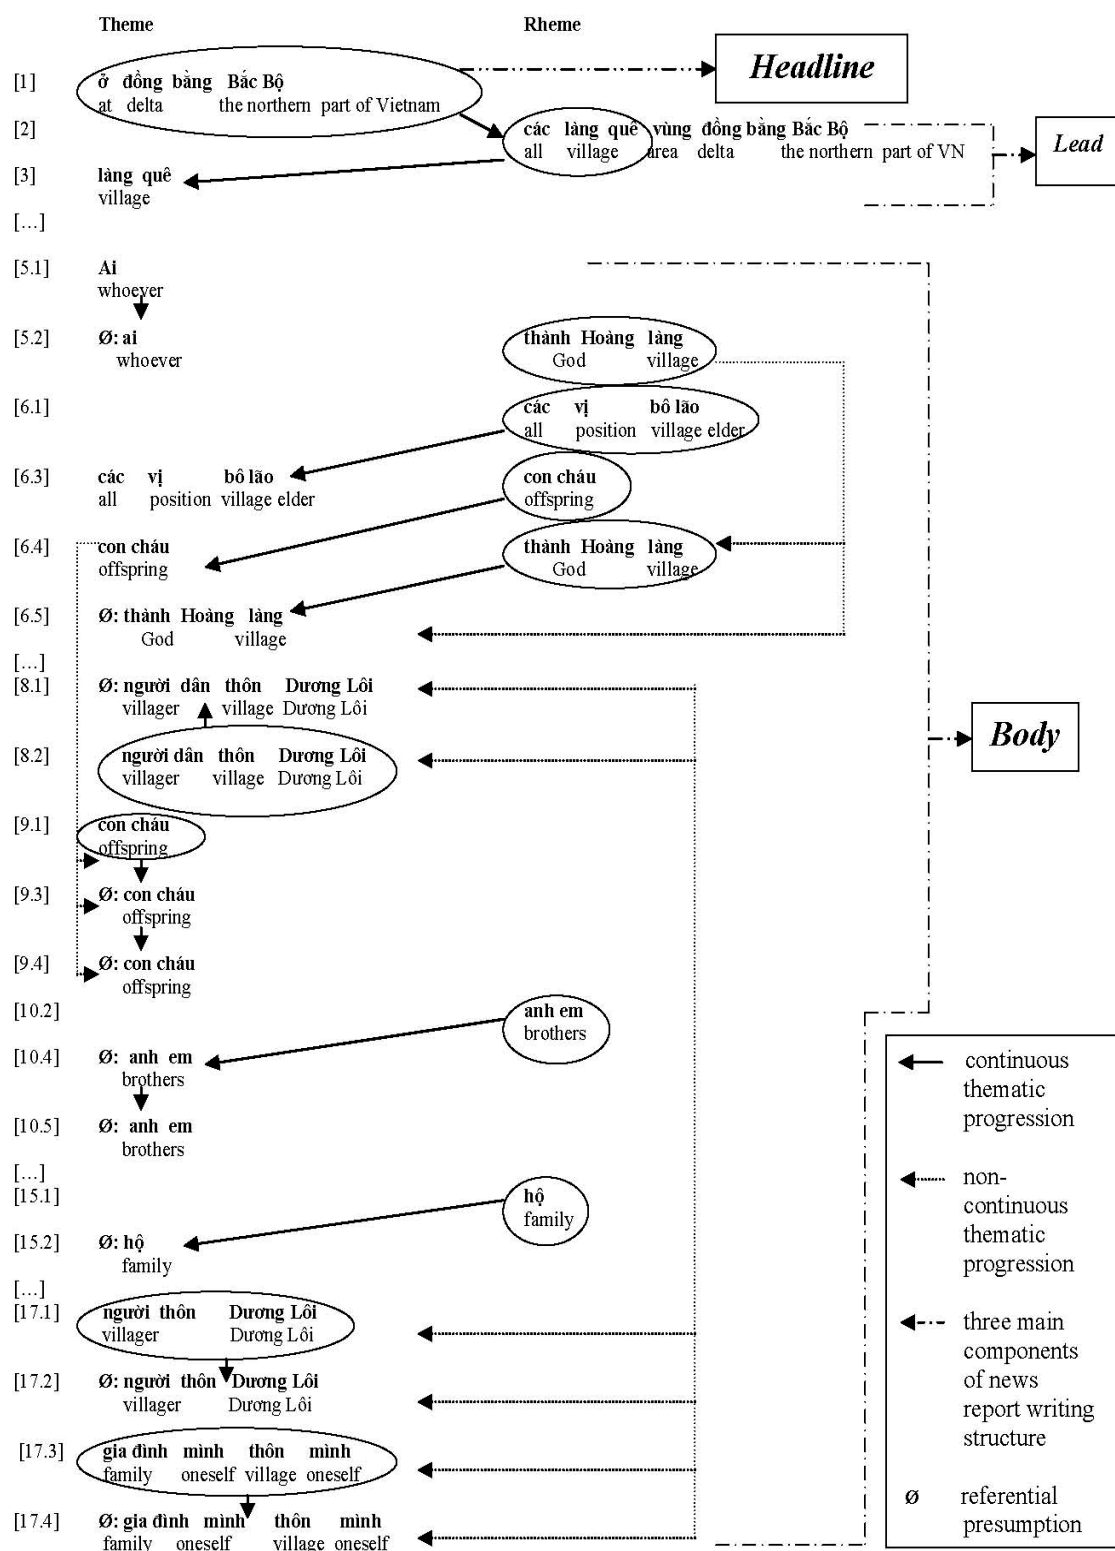 Theme Rheme
Headline
[1] ở đồng bằng Bắc Bộ
at delta the northern part of Vietnam
[2] các làng quê vùng đồng bằng Bắc Bộ
all village area delta the northern part of VN
Lead
[3] làng quê
village
[…]
[5.1] Ai
whoever
[5.2] Ø: ai thành Hoàng làng
whoever God village
[6.1] các vị bô lão
all position village elder
[6.3] các vị bô lão con cháu
all position village elder offspring
[6.4] con cháu thành Hoàng làng
offspring God village
[6.5] Ø: thành Hoàng làng
God village
[…]
[8.1] Ø: người dân thôn Dương Lôi
villager village Dương Lôi
[8.2] người dân thôn Dương Lôi
villager village Dương Lôi
Body
[9.1] con cháu
offspring
[9.3] Ø: con cháu
offspring
[9.4] Ø: con cháu
offspring
[10.2] anh em
brothers
[10.4] Ø: anh em
brothers
[10.5] Ø: anh em
brothers
[…]
[15.1] hộ
family
[15.2] Ø: hộ
family
[…]
[17.1] người thôn Dương Lôi
villager Dương Lôi
[17.2] Ø: người thôn Dương Lôi
villager Dương Lôi
[17.3] gia đình mình thôn mình
family oneself village oneself
[17.4] Ø: gia đình mình thôn mình
family oneself village oneself
continuous
thematic
progression
non-
continuous
thematic
progression
three main
components
of news
report writing
structure
Ø referential
presumption